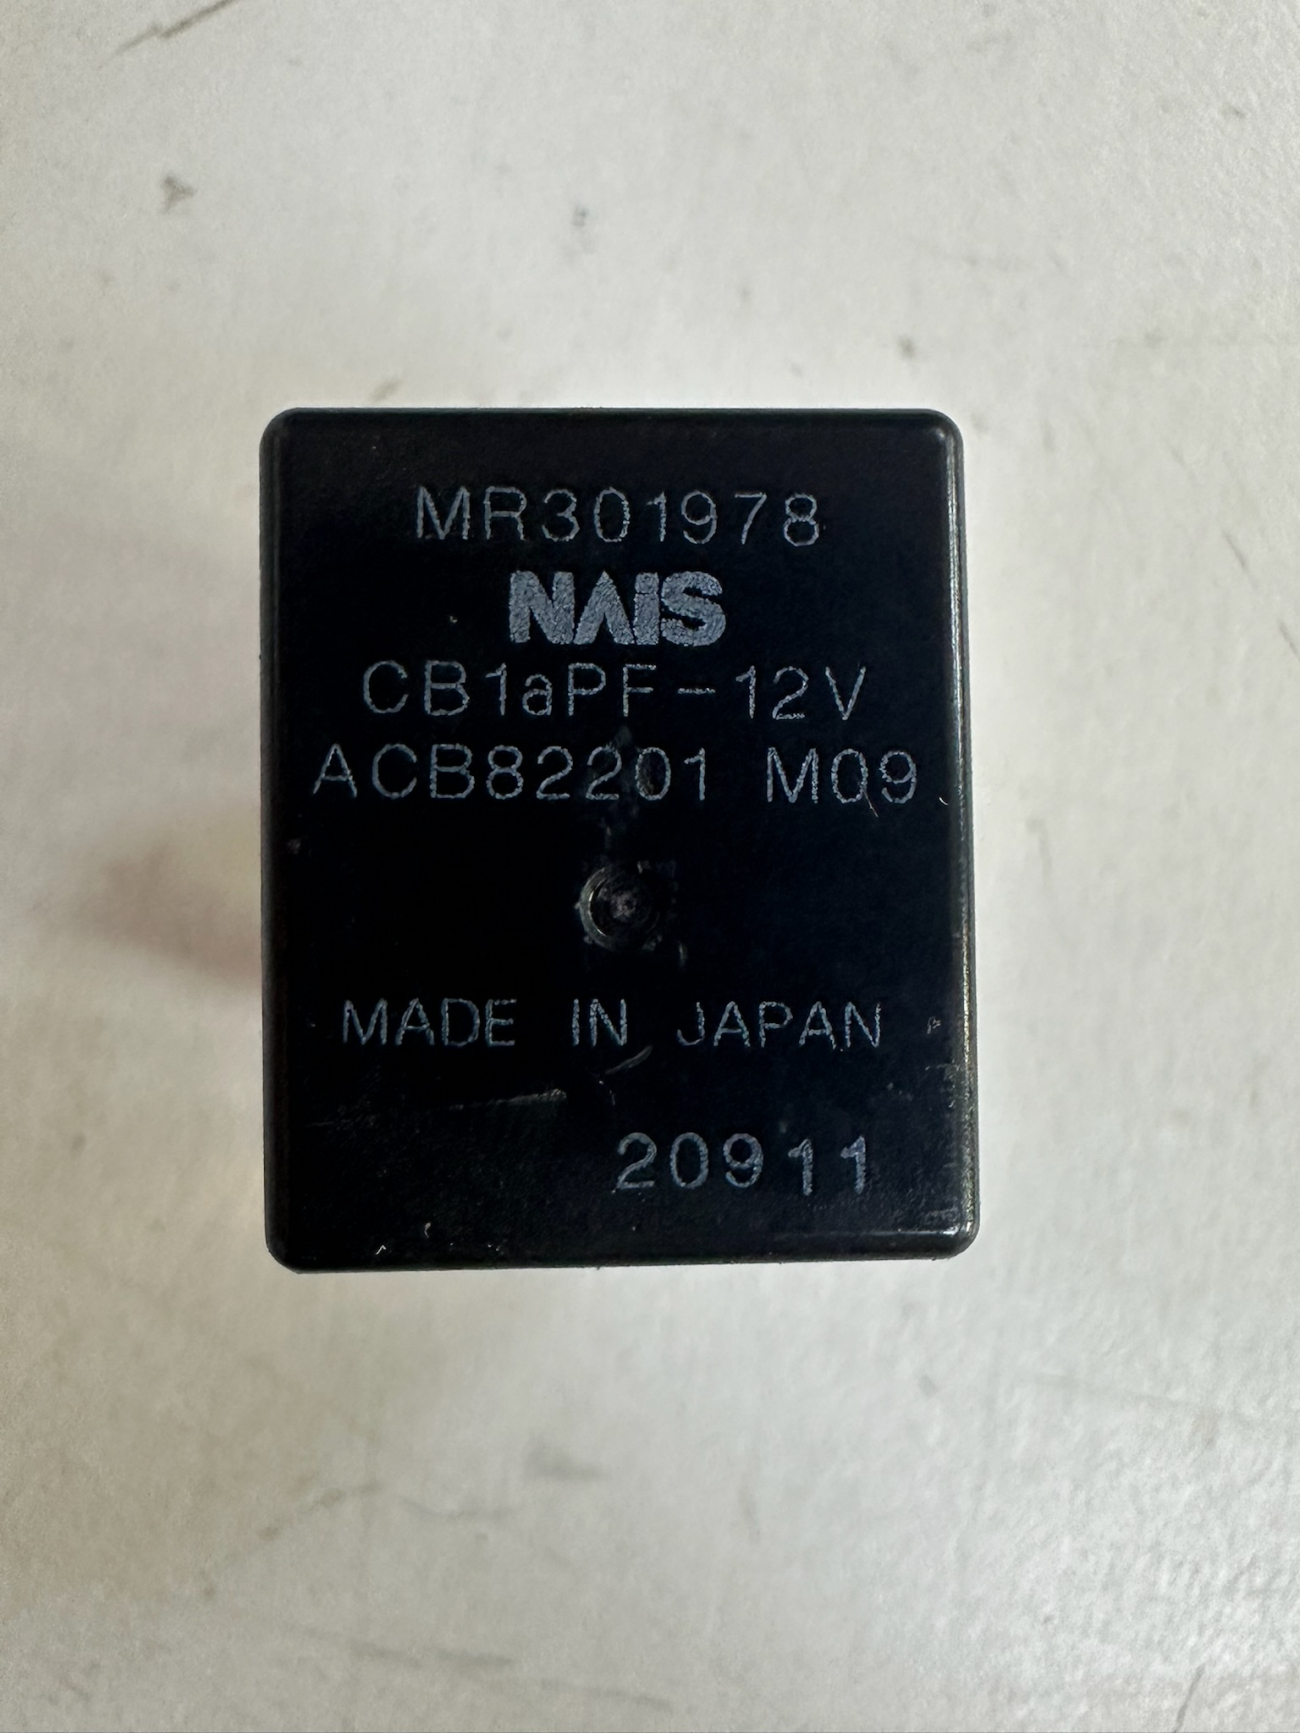 MR301978
NAIS
CB1aPF-12V
ACB82201 M09
MADE IN JAPAN
20911